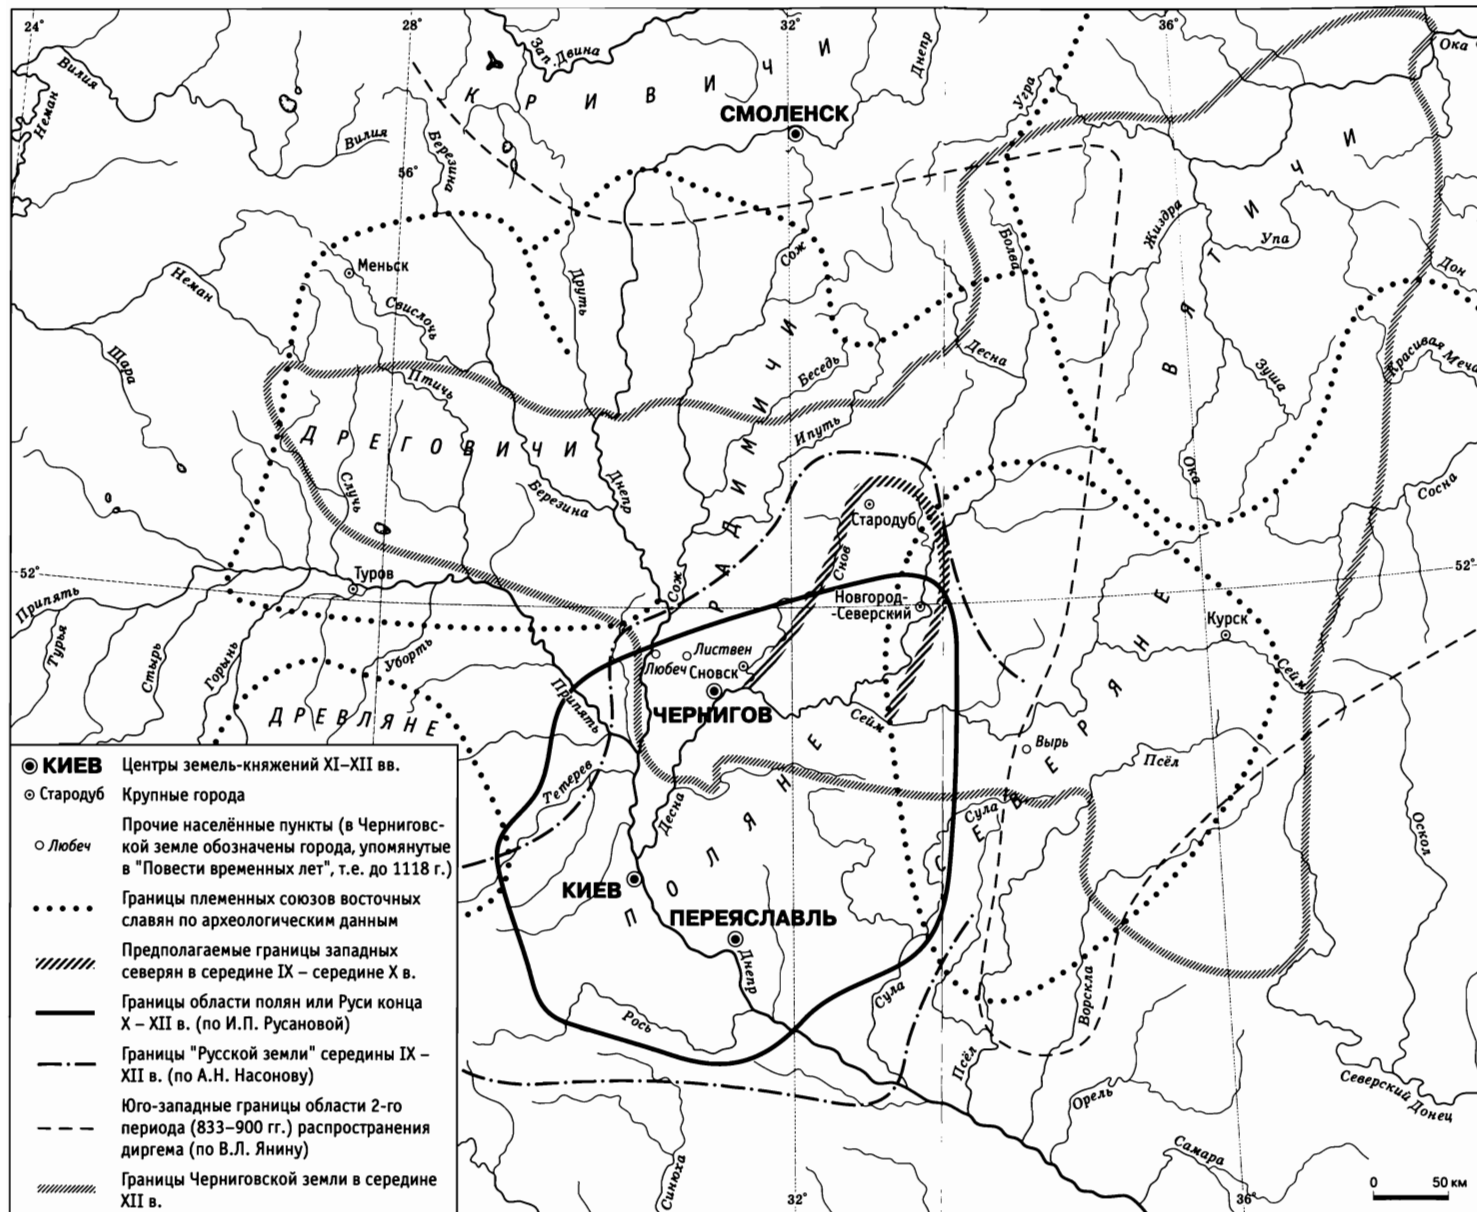 24°
28°
32°
36°
Зап. Двина
Днепр
Ока
Вилия
Неман
КРИВИЧИ
Угра
СМОЛЕНСК
Вилия
Березина
56°
ВЯТИЧИ
Жиздра
Упа
Болва
Сож
Дон
Меньск
Неман
Друть
Свислочь
Щара
Птичь
Беседь
Десна
Зуша
Красивая Меча
РАДИМИЧИ
ДРЕГОВИЧИ
Ипуть
Случь
Березина
Днепр
Ока
Сосна
Стародуб
Снов
52°
52°
Туров
Припять
Сож
Новгород-
-Северский
Курск
Турья
Стырь
Горынь
Уборть
Любеч
Листвен
Сновск
Сейм
ДРЕВЛЯНЕ
Припять
ЧЕРНИГОВ
Сейм
СЕВЕРЯНЕ
Вырь
Псёл
Тетерев
Десна
Сула
Оскол
ПОЛЯНЕ
КИЕВ
ПЕРЕЯСЛАВЛЬ
Днепр
Сула
Ворскла
Рось
Псёл
Орель
Северский Донец
Самара
Синюха
32°
36°
0 50 км
КИЕВ Центры земель-княжений XI–XII вв.
Стародуб Крупные города
Прочие населённые пункты (в Черниговс-
Любеч кой земле обозначены города, упомянутые
в "Повести временных лет", т.е. до 1118 г.)
Границы племенных союзов восточных
славян по археологическим данным
Предполагаемые границы западных
северян в середине IX – середине X в.
Границы области полян или Руси конца
X – XII в. (по И.П. Русановой)
Границы "Русской земли" середины IX –
XII в. (по А.Н. Насонову)
Юго-западные границы области 2-го
периода (833–900 гг.) распространения
диргема (по В.Л. Янину)
Границы Черниговской земли в середине
XII в.